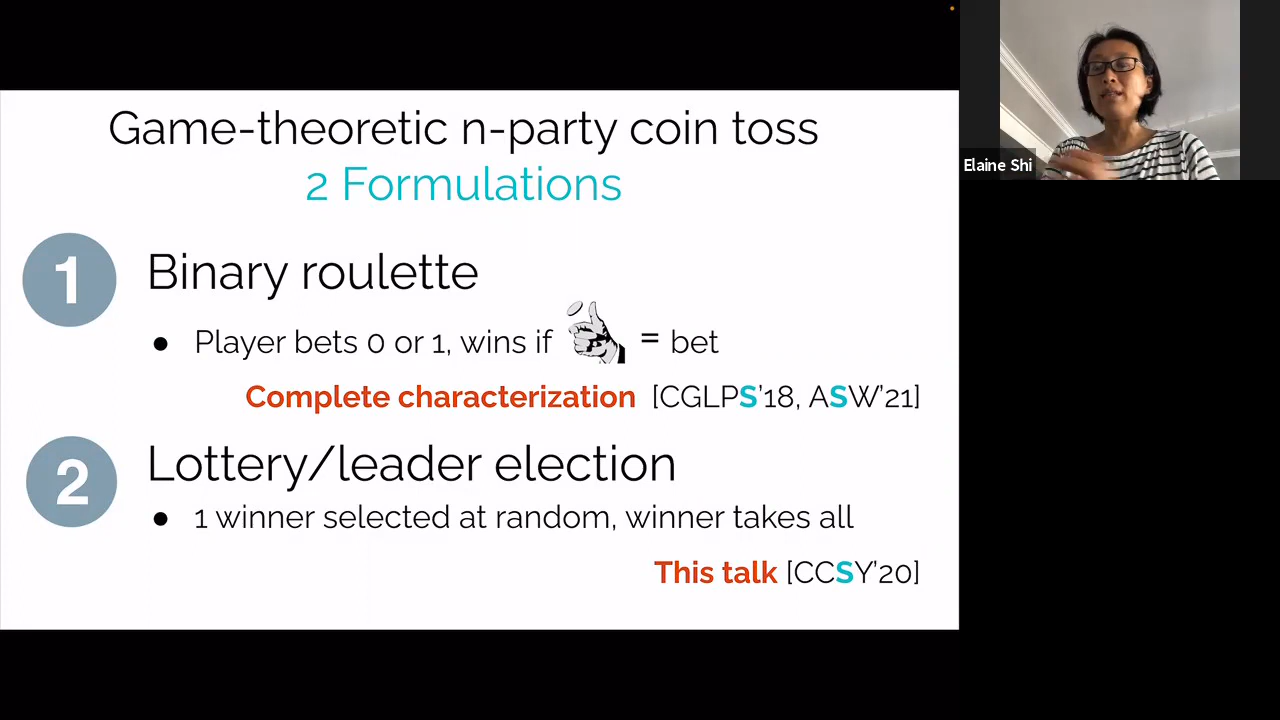 Game-theoretic n-party coin toss
2 Formulations
1 Binary roulette
● Player bets 0 or 1, wins if = bet
Complete characterization [CGLPS'18, ASW'21]
2 Lottery/leader election
● 1 winner selected at random, winner takes all
This talk [CCSY'20]
Elaine Shi